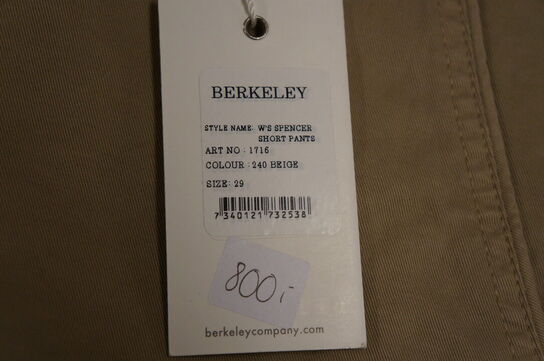 BERKELEY
STYLE NAME: W'S SPENCER
SHORT PANTS
ART NO : 1716
COLOUR : 240 BEIGE
SIZE: 29
7 340121 732538
800,-
berkeleycompany.com